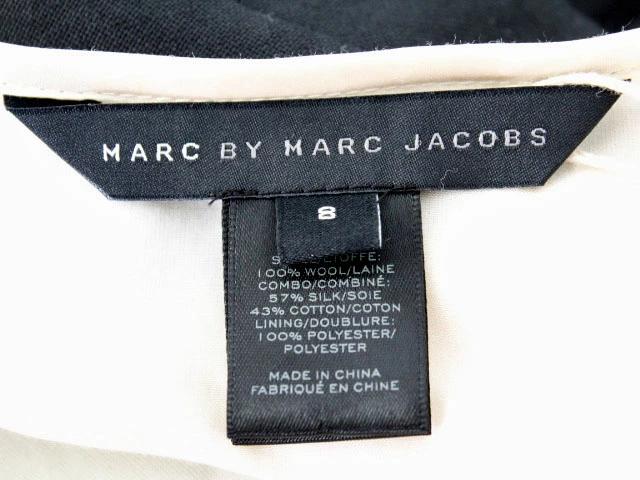 MARC BY MARC JACOBS
8
100% WOOL/LAINE
COMBO/COMBINÉ:
57% SILK/SOIE
43% COTTON/COTON
LINING/DOUBLURE:
100% POLYESTER/
POLYESTER
MADE IN CHINA
FABRIQUÉ EN CHINE